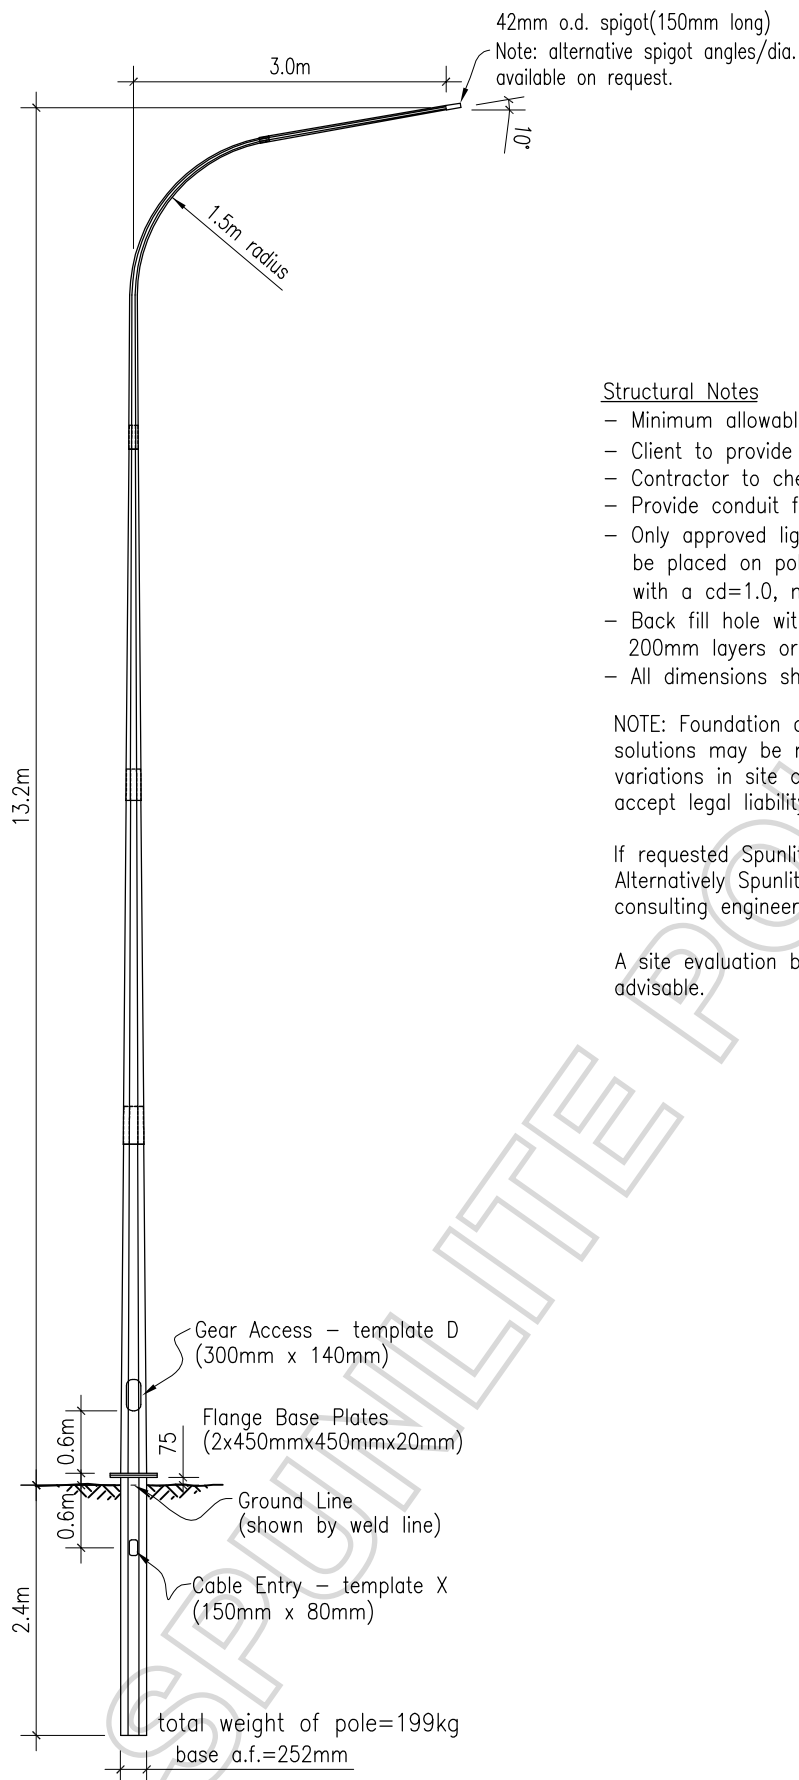 42mm o.d. spigot(150mm long)
Note: alternative spigot angles/dia.
available on request.
3.0m
10°
1.5m radius
Structural Notes
– Minimum allowabl
– Client to provide
– Contractor to che
– Provide conduit f
– Only approved lig
be placed on pol
with a cd=1.0, n
– Back fill hole wit
200mm layers or
– All dimensions sh
NOTE: Foundation d
solutions may be r
variations in site c
accept legal liability
If requested Spunlit
Alternatively Spunlit
consulting engineer
A site evaluation b
advisable.
13.2m
Gear Access – template D
(300mm x 140mm)
Flange Base Plates
(2x450mmx450mmx20mm)
0.6m
75
Ground Line
(shown by weld line)
0.6m
Cable Entry – template X
(150mm x 80mm)
2.4m
total weight of pole=199kg
base a.f.=252mm
SPUNLITE PO